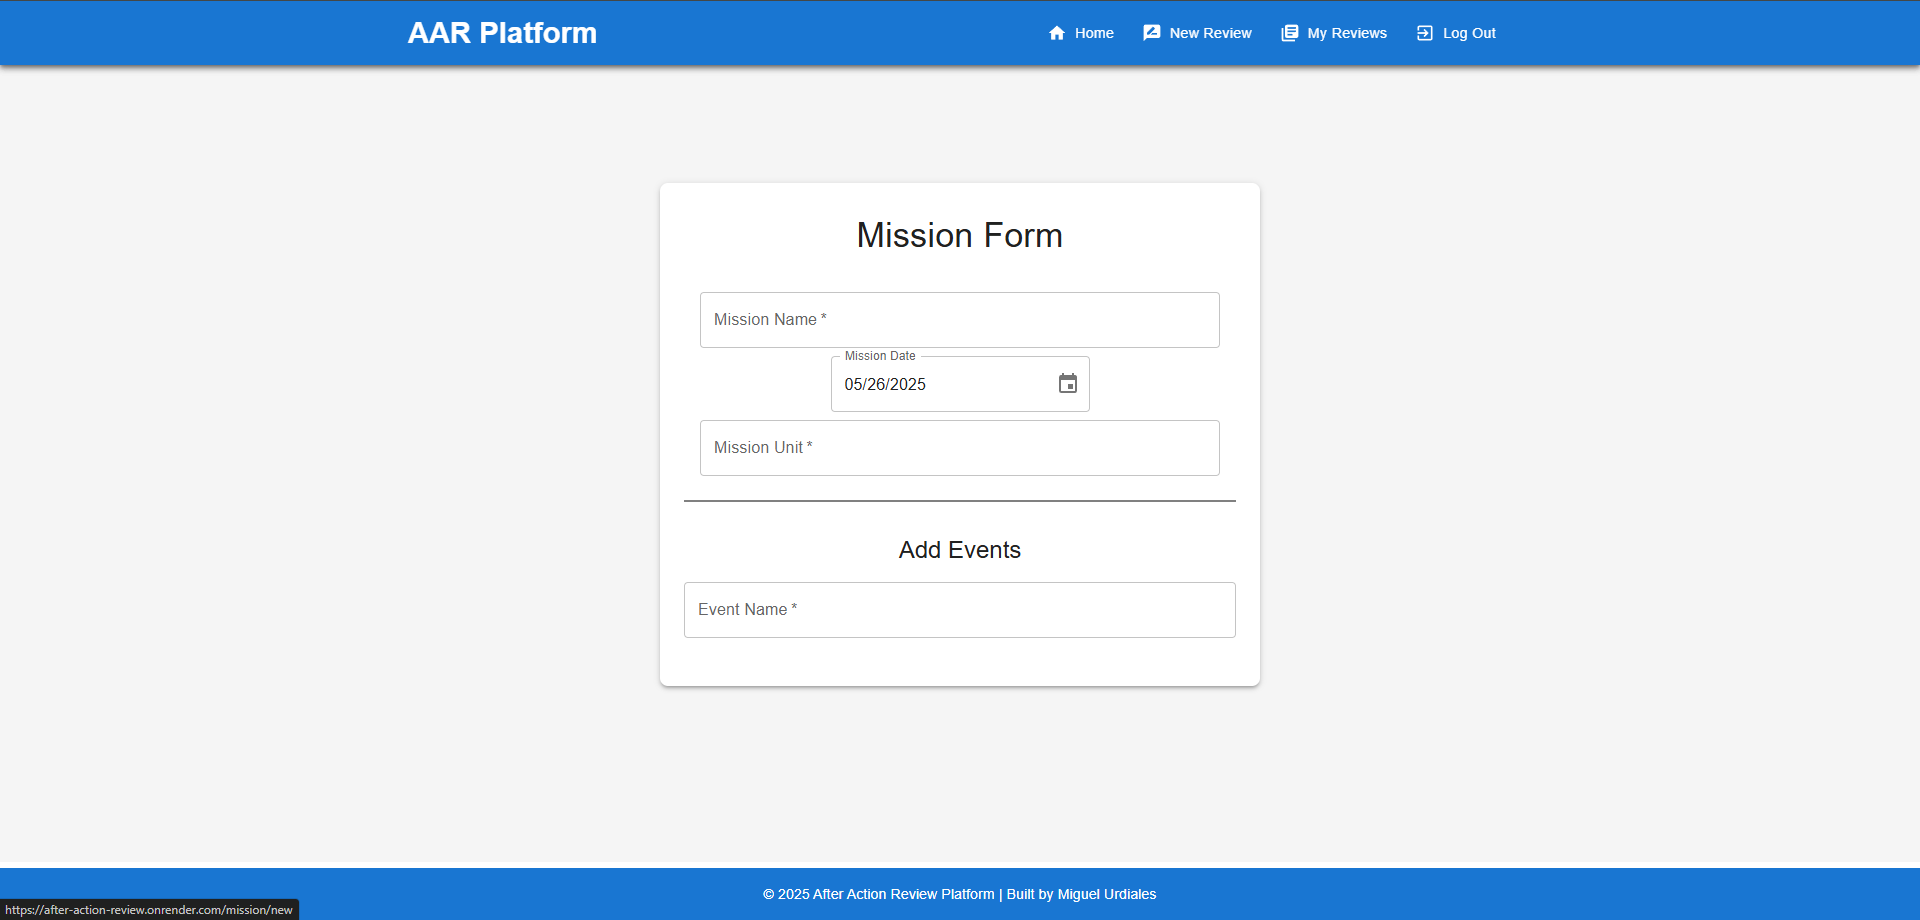 AAR Platform
Home
New Review
My Reviews
Log Out
Mission Form
Mission Name *
Mission Date
05/26/2025
Mission Unit *
Add Events
Event Name *
© 2025 After Action Review Platform | Built by Miguel Urdiales
https://after-action-review.onrender.com/mission/new